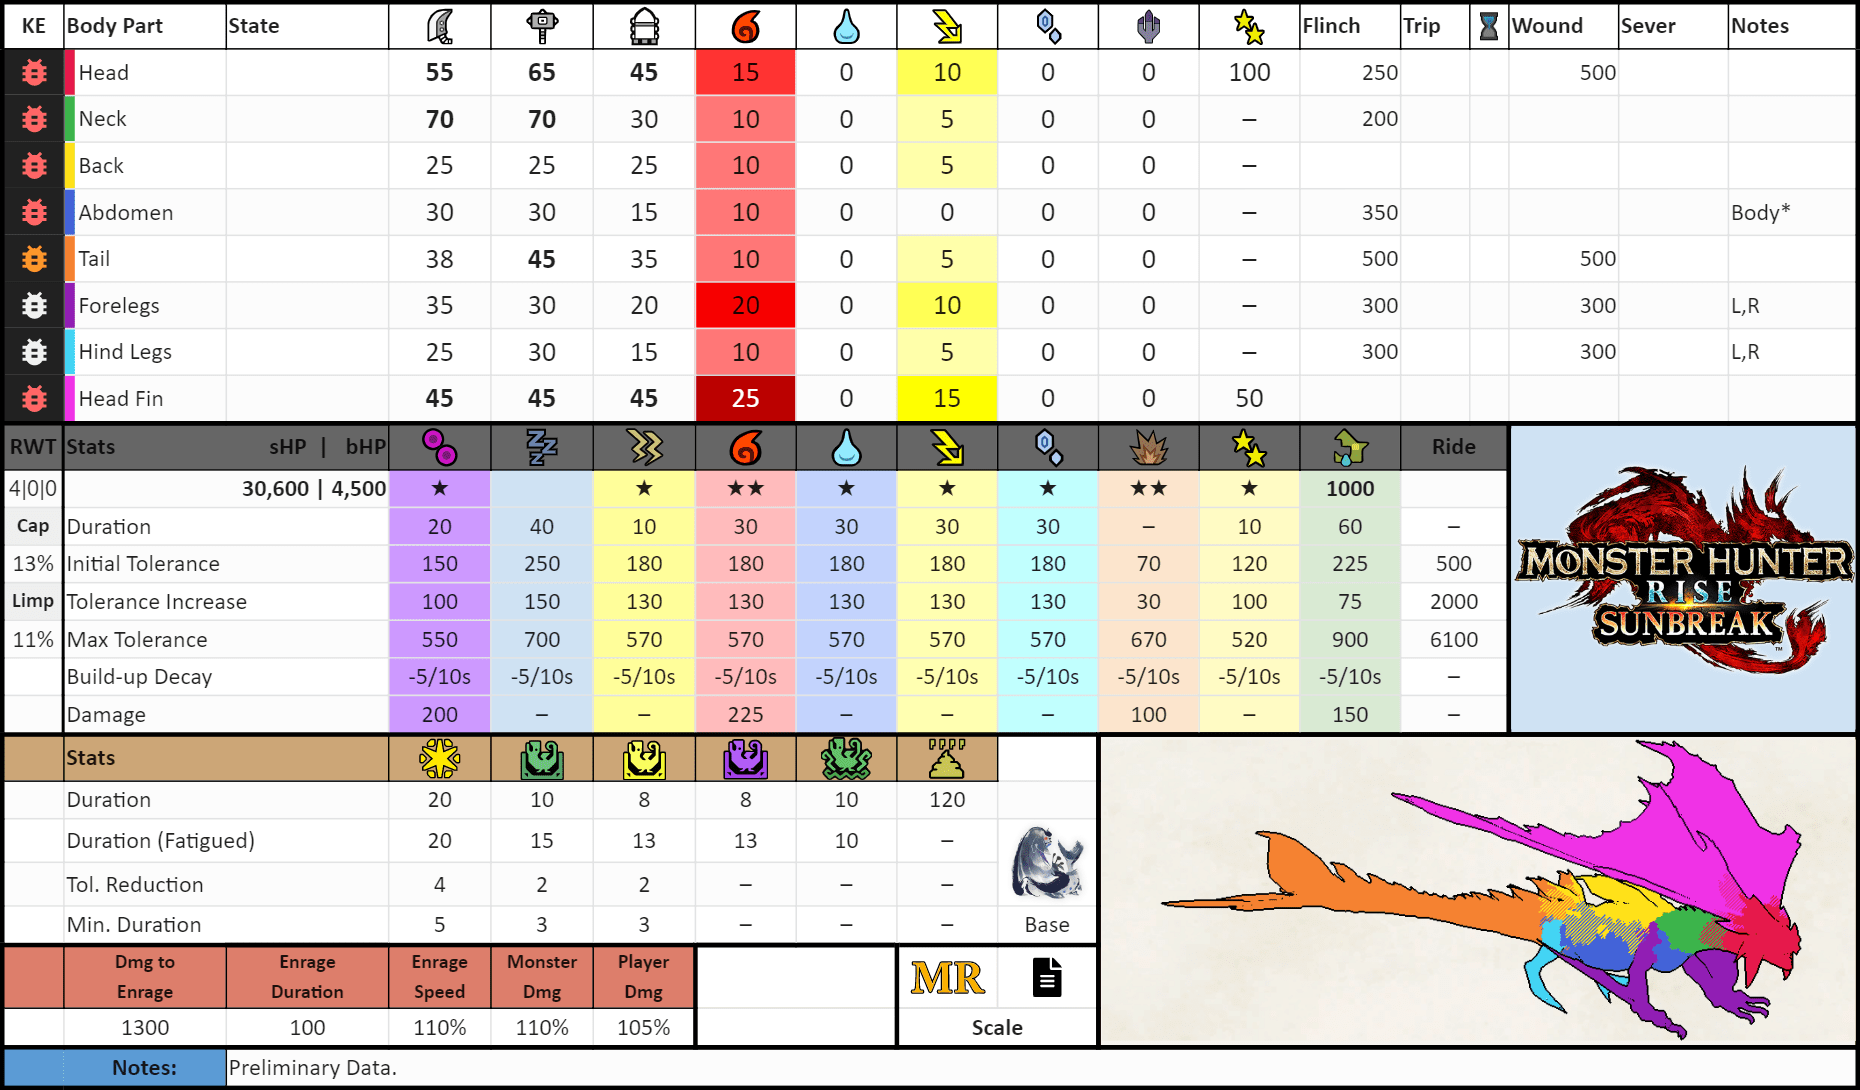 KE Body Part State Flinch Trip Wound Sever Notes
Head 55 65 45 15 0 10 0 0 100 250 500
Neck 70 70 30 10 0 5 0 0 – 200
Back 25 25 25 10 0 5 0 0 –
Abdomen 30 30 15 10 0 0 0 0 – 350 Body*
Tail 38 45 35 10 0 5 0 0 – 500 500
Forelegs 35 30 20 20 0 10 0 0 – 300 300 L,R
Hind Legs 25 30 15 10 0 5 0 0 – 300 300 L,R
Head Fin 45 45 45 25 0 15 0 0 50
RWT Stats sHP | bHP Ride
4|0|0 30,600 | 4,500 ★ ★ ★★ ★ ★ ★ ★★ ★ 1000
Cap Duration 20 40 10 30 30 30 30 – 10 60 –
13% Initial Tolerance 150 250 180 180 180 180 180 70 120 225 500
Limp Tolerance Increase 100 150 130 130 130 130 130 30 100 75 2000
11% Max Tolerance 550 700 570 570 570 570 570 670 520 900 6100
Build-up Decay -5/10s -5/10s -5/10s -5/10s -5/10s -5/10s -5/10s -5/10s -5/10s -5/10s –
Damage 200 – – 225 – – – 100 – 150 –
MONSTER HUNTER
RISE
SUNBREAK™
Stats
Duration 20 10 8 8 10 120
Duration (Fatigued) 20 15 13 13 10 –
Tol. Reduction 4 2 2 – – –
Min. Duration 5 3 3 – – – Base
Dmg to Enrage Enrage Monster Player
Enrage Duration Speed Dmg Dmg
MR
1300 100 110% 110% 105% Scale
Notes: Preliminary Data.